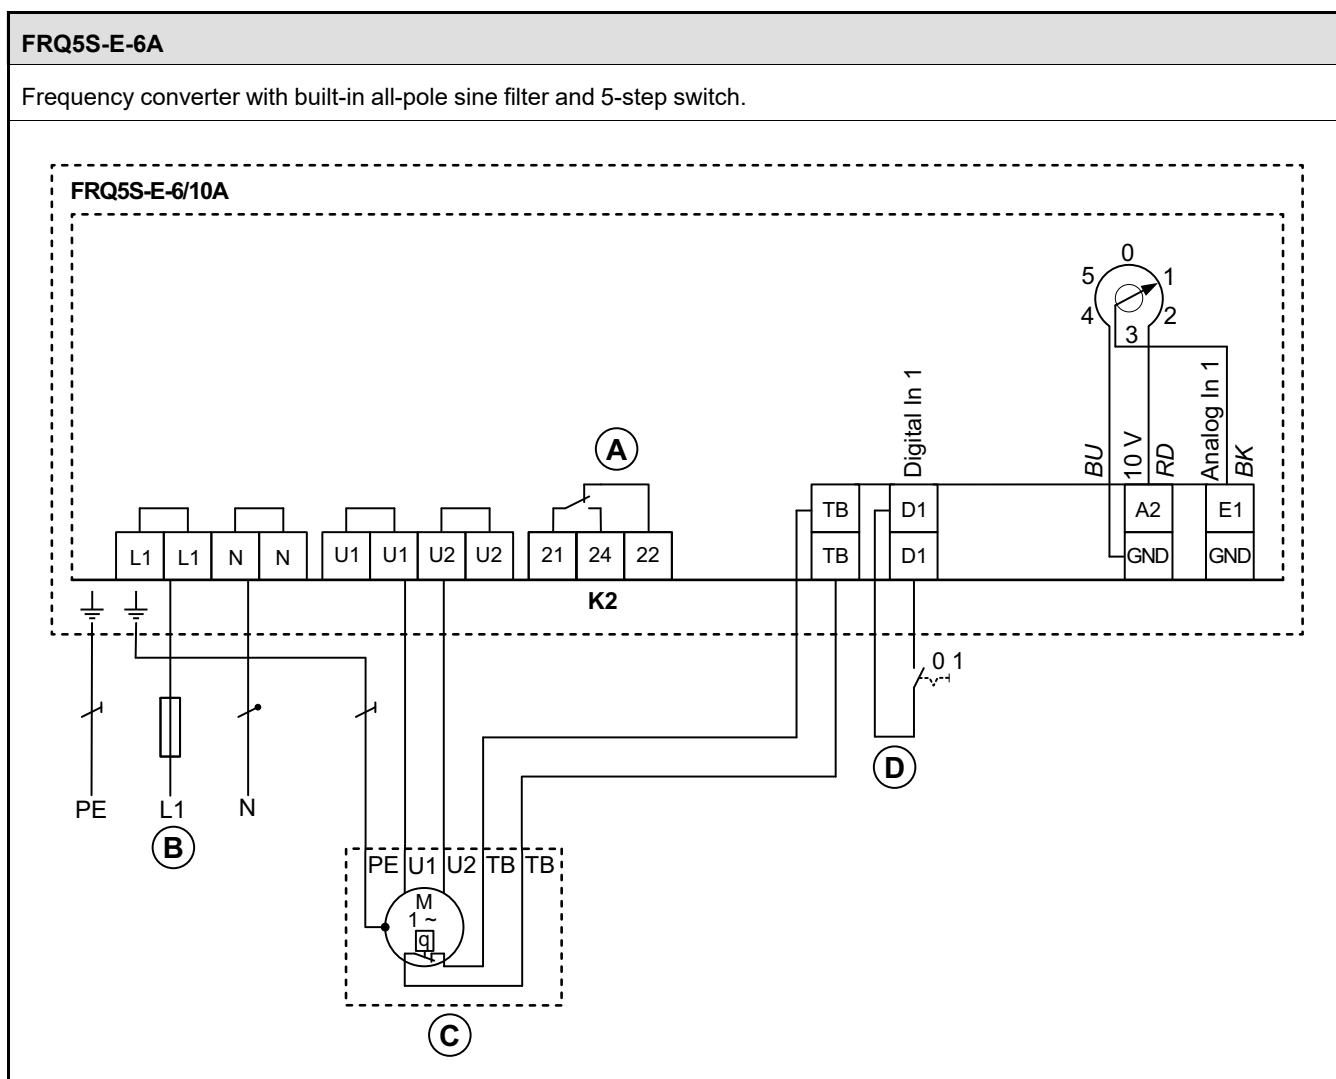 FRQ5S-E-6A
Frequency converter with built-in all-pole sine filter and 5-step switch.
FRQ5S-E-6/10A
0
5 1
4 2
3
Digital In 1
BU
10 V
RD
Analog In 1
BK
A
TB D1 A2 E1
L1 L1 N N U1 U1 U2 U2 21 24 22 TB D1 GND GND
K2
0 1
D
PE L1 N
B
PE U1 U2 TB TB
M
1 ~
q
C